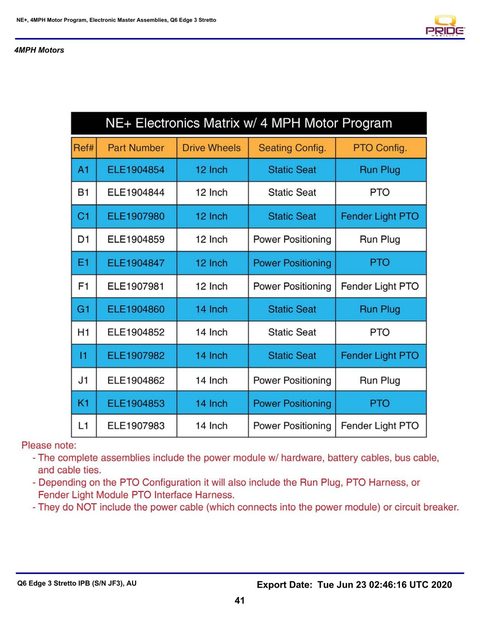 NE+, 4MPH Motor Program, Electronic Master Assemblies, Q6 Edge 3 Stretto
PRIDE
4MPH Motors
NE+ Electronics Matrix w/ 4 MPH Motor Program
Ref# Part Number Drive Wheels Seating Config. PTO Config.
A1 ELE1904854 12 Inch Static Seat Run Plug
B1 ELE1904844 12 Inch Static Seat PTO
C1 ELE1907980 12 Inch Static Seat Fender Light PTO
D1 ELE1904859 12 Inch Power Positioning Run Plug
E1 ELE1904847 12 Inch Power Positioning PTO
F1 ELE1907981 12 Inch Power Positioning Fender Light PTO
G1 ELE1904860 14 Inch Static Seat Run Plug
H1 ELE1904852 14 Inch Static Seat PTO
I1 ELE1907982 14 Inch Static Seat Fender Light PTO
J1 ELE1904862 14 Inch Power Positioning Run Plug
K1 ELE1904853 14 Inch Power Positioning PTO
L1 ELE1907983 14 Inch Power Positioning Fender Light PTO
Please note:
- The complete assemblies include the power module w/ hardware, battery cables, bus cable,
and cable ties.
- Depending on the PTO Configuration it will also include the Run Plug, PTO Harness, or
Fender Light Module PTO Interface Harness.
- They do NOT include the power cable (which connects into the power module) or circuit breaker.
Q6 Edge 3 Stretto IPB (S/N JF3), AU
Export Date: Tue Jun 23 02:46:16 UTC 2020
41